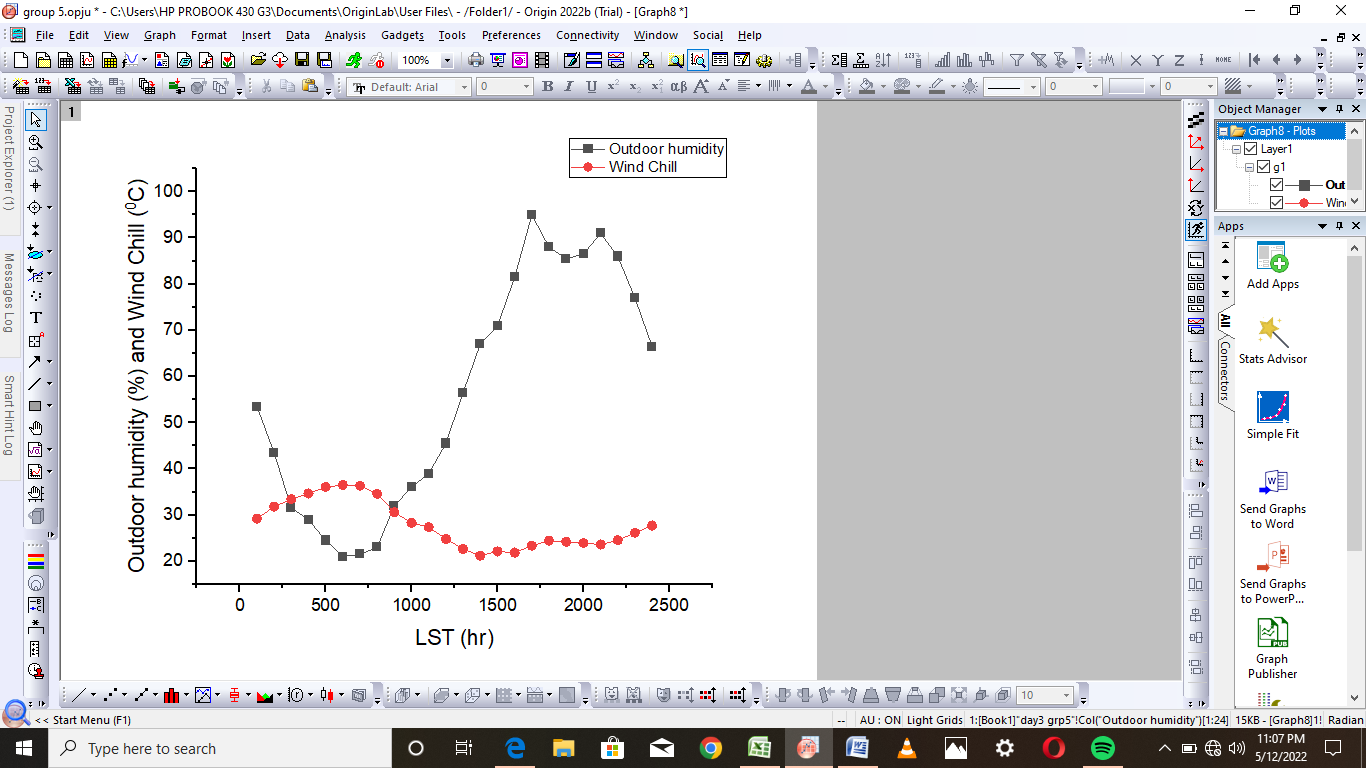 group 5.opju * - C:\Users\HP PROBOOK 430 G3\Documents\OriginLab\User Files\ - /Folder1/ - Origin 2022b (Trial) - [Graph8 *]
File Edit View Graph Format Insert Data Analysis Gadgets Tools Preferences Connectivity Window Social Help
100%
HOME
Default: Arial 0 B I U 0 0
Project Explorer (1)
Messages Log
Smart Hint Log
1
Outdoor humidity
Wind Chill
Outdoor humidity (%) and Wind Chill (⁰C)
100
90
80
70
60
50
40
30
20
0 500 1000 1500 2000 2500
LST (hr)
Object Manager
Graph8 - Plots
Layer1
g1
Out
Win
Apps
All
Connectors
Add Apps
Stats Advisor
Simple Fit
Send Graphs
to Word
Send Graphs
to PowerP...
Graph
Publisher
10
<< Start Menu (F1) -- AU : ON Light Grids 1:[Book1]"day3 grp5"!Col("Outdoor humidity")[1:24] 15KB - [Graph8]1! Radian
Type here to search
11:07 PM
5/12/2022